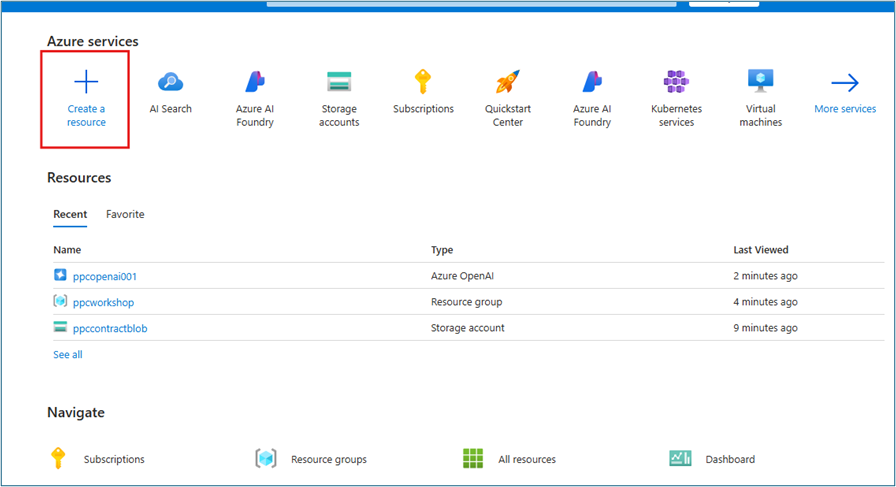 Azure services
Create a
resource
AI Search
Azure AI
Foundry
Storage
accounts
Subscriptions
Quickstart
Center
Azure AI
Foundry
Kubernetes
services
Virtual
machines
More services
Resources
Recent Favorite
Name Type Last Viewed
ppcopenai001 Azure OpenAI 2 minutes ago
ppcworkshop Resource group 4 minutes ago
ppccontractblob Storage account 9 minutes ago
See all
Navigate
Subscriptions Resource groups All resources Dashboard